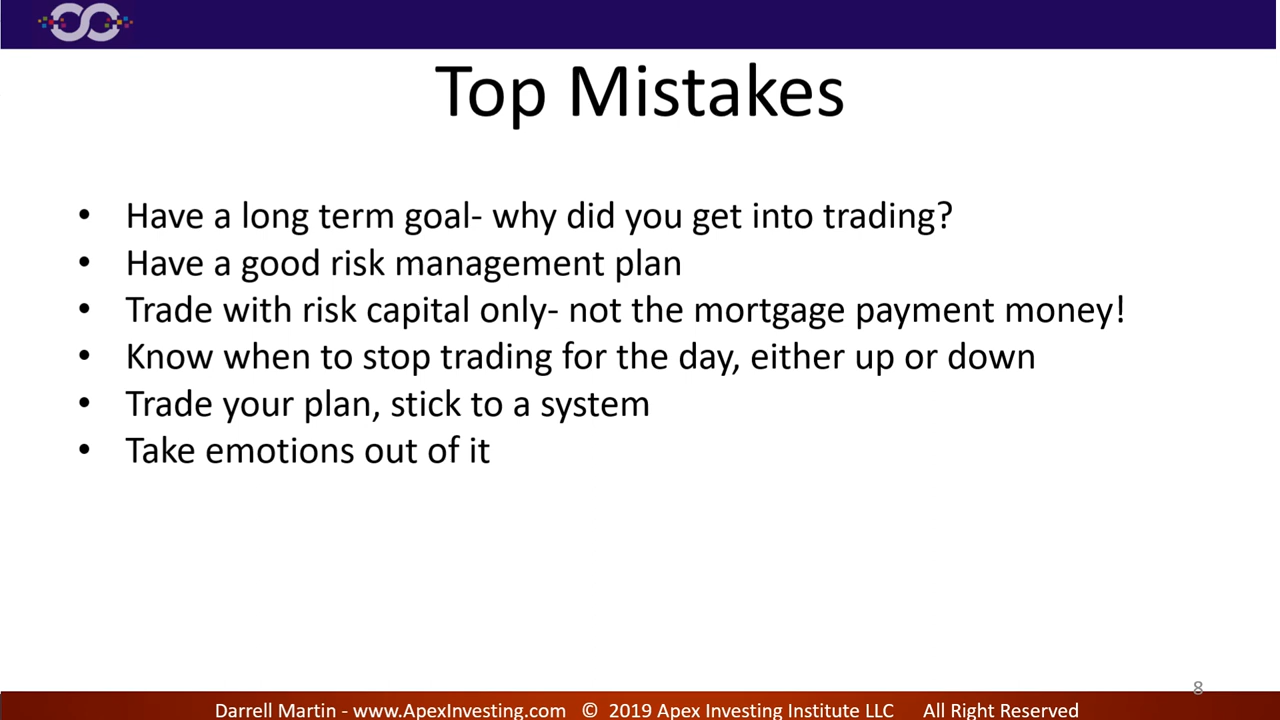 Top Mistakes
• Have a long term goal- why did you get into trading?
• Have a good risk management plan
• Trade with risk capital only- not the mortgage payment money!
• Know when to stop trading for the day, either up or down
• Trade your plan, stick to a system
• Take emotions out of it
8
Darrell Martin - www.ApexInvesting.com © 2019 Apex Investing Institute LLC All Right Reserved